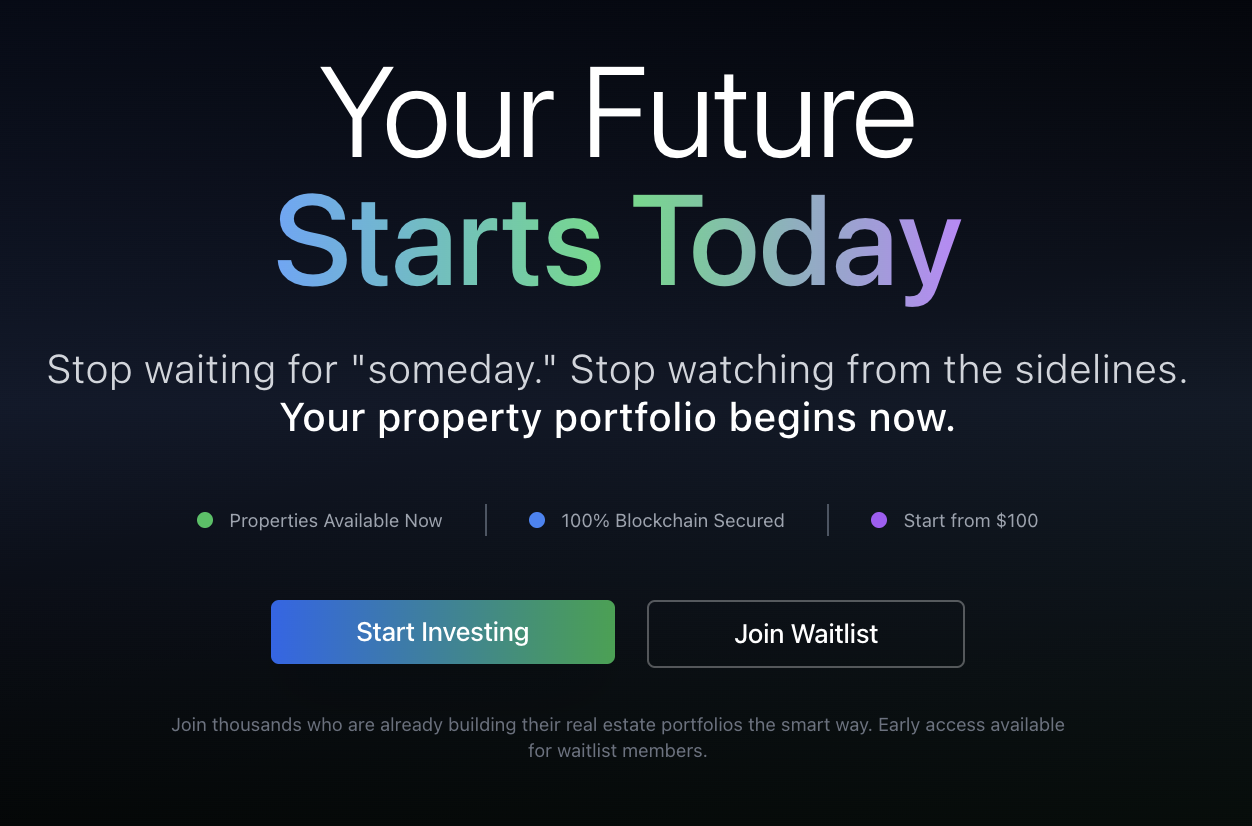 Your Future
Starts Today
Stop waiting for "someday." Stop watching from the sidelines.
Your property portfolio begins now.
Properties Available Now
100% Blockchain Secured
Start from $100
Start Investing
Join Waitlist
Join thousands who are already building their real estate portfolios the smart way. Early access available
for waitlist members.